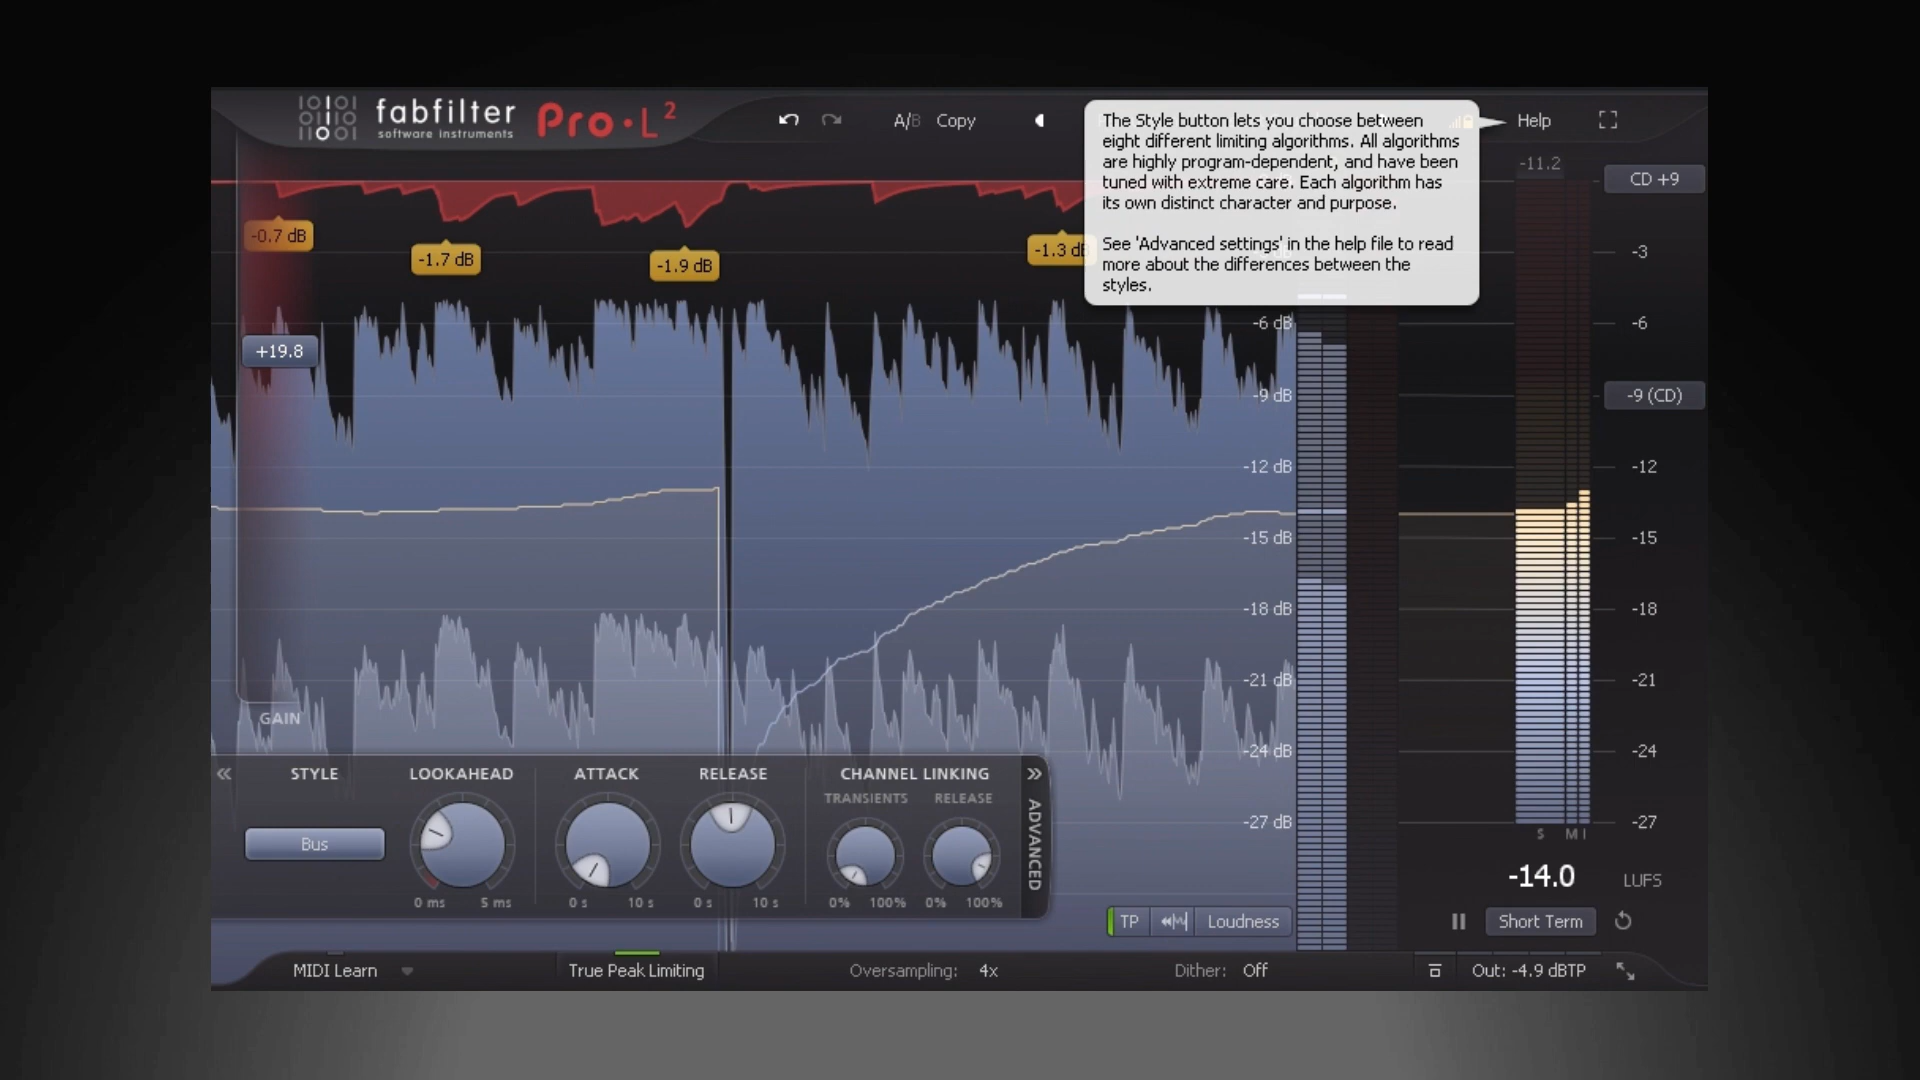 fabfilter
software instruments
Pro·L 2
A/B Copy
Help
The Style button lets you choose between
eight different limiting algorithms. All algorithms
are highly program-dependent, and have been
tuned with extreme care. Each algorithm has
its own distinct character and purpose.
See 'Advanced settings' in the help file to read
more about the differences between the
styles.
-11.2
CD +9
-0.7 dB
-1.7 dB
-1.9 dB
-1.3 dB
-3
+19.8
-6 dB
-6
-9 dB
-9 (CD)
-12 dB
-12
-15 dB
-15
-18 dB
-18
-21 dB
-21
GAIN
-24 dB
-24
-27 dB
-27
STYLE
Bus
LOOKAHEAD
0 ms 5 ms
ATTACK
0 s 10 s
RELEASE
0 s 10 s
CHANNEL LINKING
TRANSIENTS RELEASE
0% 100% 0% 100%
ADVANCED
S M I
-14.0 LUFS
TP Loudness
Short Term
MIDI Learn
True Peak Limiting
Oversampling: 4x
Dither: Off
Out: -4.9 dBTP